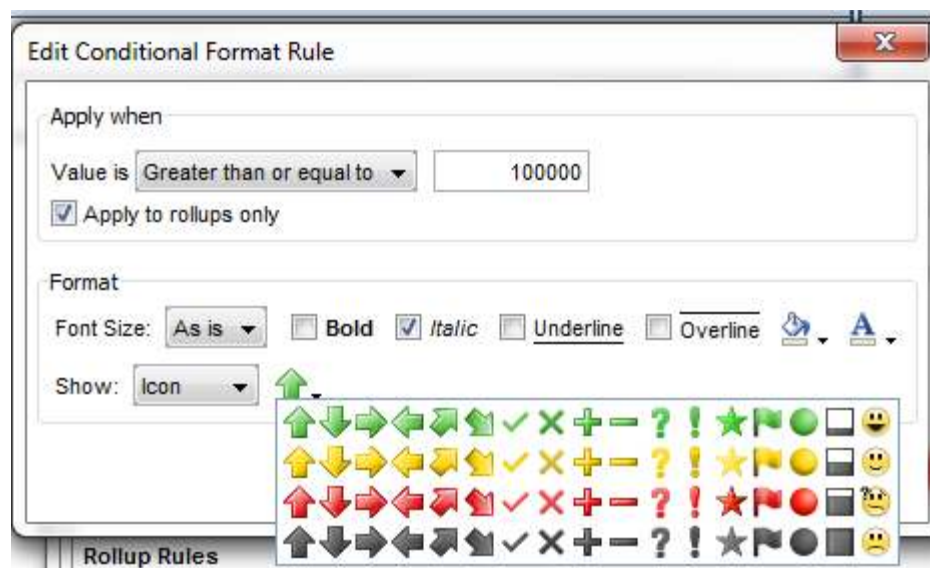 Edit Conditional Format Rule
Apply when
Value is Greater than or equal to 100000
Apply to rollups only
Format
Font Size: As is Bold Italic Underline Overline A
Show: Icon
Rollup Rules